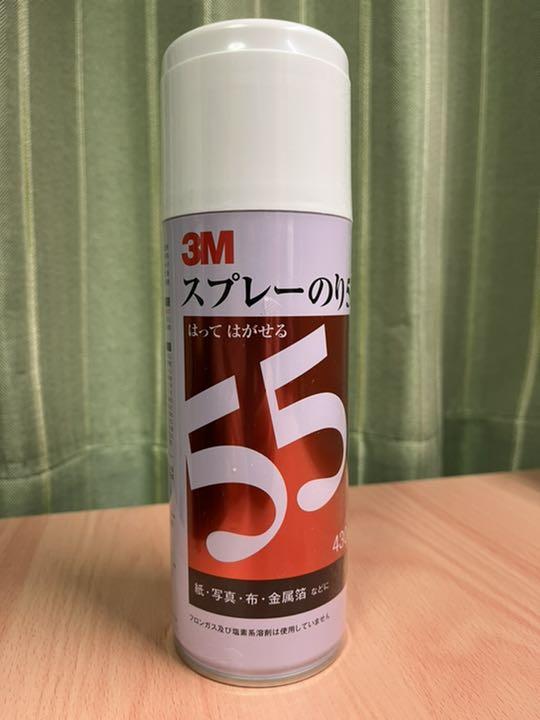 3M
スプレーのり5
はって はがせる
55
430
紙・写真・布・金属箔 などに
フロンガス及び塩素系溶剤は使用していません